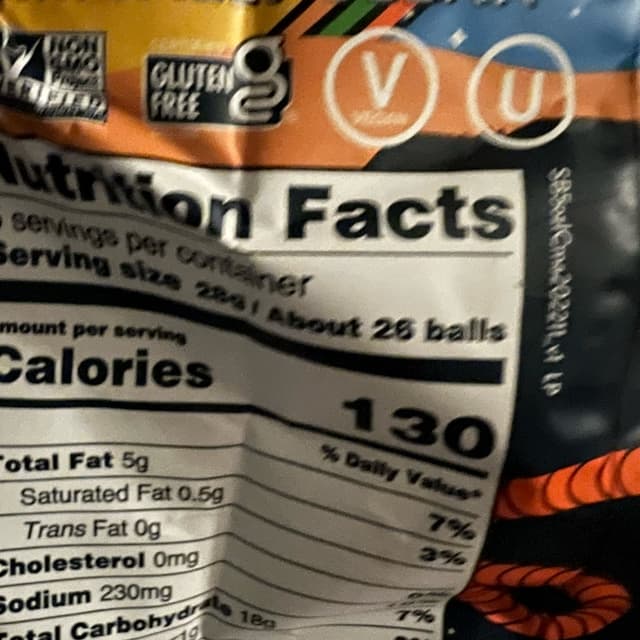 NON
GMO
GLUTEN
FREE
V
VEGAN
U
Nutrition Facts
servings per container
Serving size 28g / About 26 balls
Amount per serving
Calories 130
% Daily Value*
Total Fat 5g 7%
Saturated Fat 0.5g 3%
Trans Fat 0g
Cholesterol 0mg
Sodium 230mg
Total Carbohydrate 18g 7%